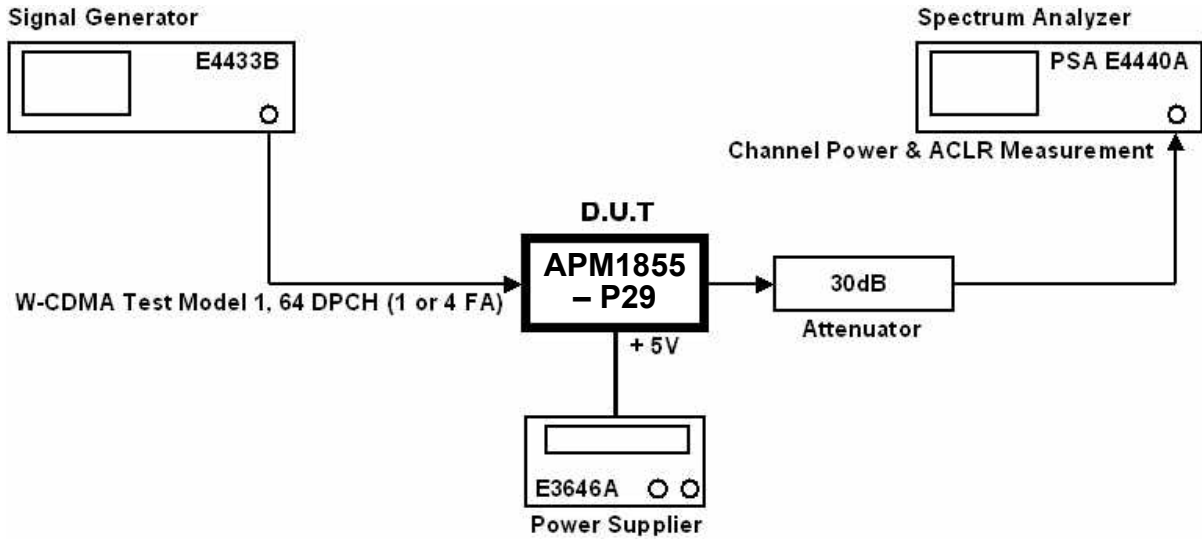 Signal Generator
E4433B
Spectrum Analyzer
PSA E4440A
Channel Power & ACLR Measurement
D.U.T
APM1855
– P29
W-CDMA Test Model 1, 64 DPCH (1 or 4 FA)
30dB
Attenuator
+ 5V
E3646A
Power Supplier